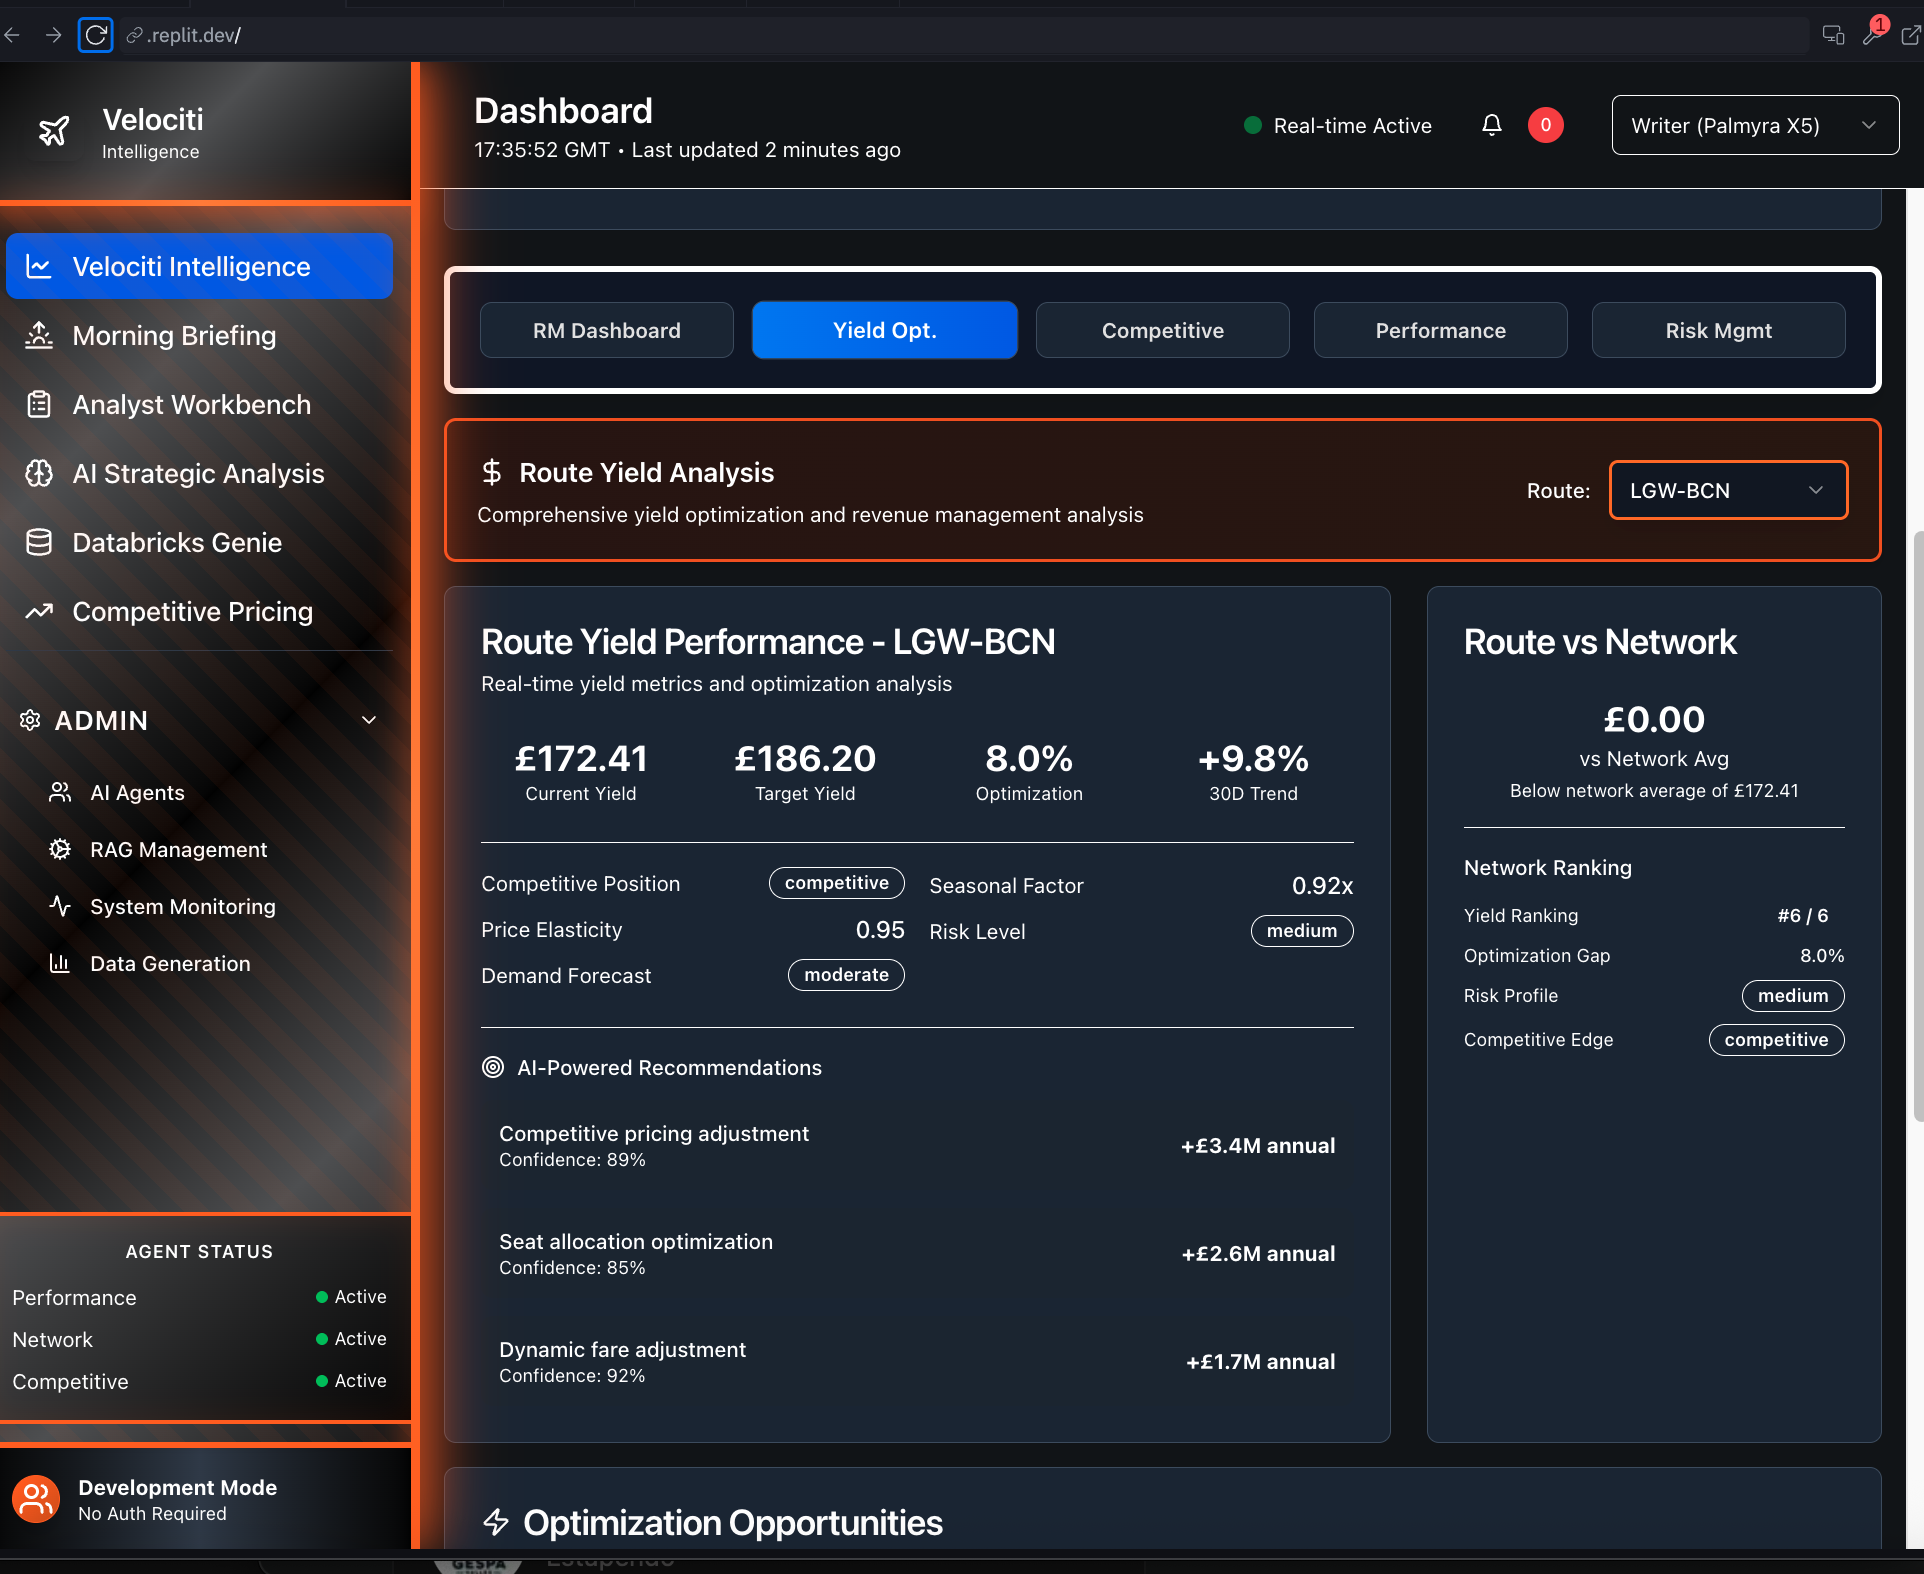 .replit.dev/
1
Velociti
Intelligence
Dashboard
17:35:52 GMT • Last updated 2 minutes ago
Real-time Active
0
Writer (Palmyra X5)
Velociti Intelligence
Morning Briefing
Analyst Workbench
AI Strategic Analysis
Databricks Genie
Competitive Pricing
ADMIN
AI Agents
RAG Management
System Monitoring
Data Generation
AGENT STATUS
Performance Active
Network Active
Competitive Active
Development Mode
No Auth Required
RM Dashboard
Yield Opt.
Competitive
Performance
Risk Mgmt
Route Yield Analysis
Comprehensive yield optimization and revenue management analysis
Route: LGW-BCN
Route Yield Performance - LGW-BCN
Real-time yield metrics and optimization analysis
£172.41 £186.20 8.0% +9.8%
Current Yield Target Yield Optimization 30D Trend
Competitive Position competitive
Seasonal Factor 0.92x
Price Elasticity 0.95
Risk Level medium
Demand Forecast moderate
AI-Powered Recommendations
Competitive pricing adjustment
Confidence: 89%
+£3.4M annual
Seat allocation optimization
Confidence: 85%
+£2.6M annual
Dynamic fare adjustment
Confidence: 92%
+£1.7M annual
Route vs Network
£0.00
vs Network Avg
Below network average of £172.41
Network Ranking
Yield Ranking #6 / 6
Optimization Gap 8.0%
Risk Profile medium
Competitive Edge competitive
Optimization Opportunities